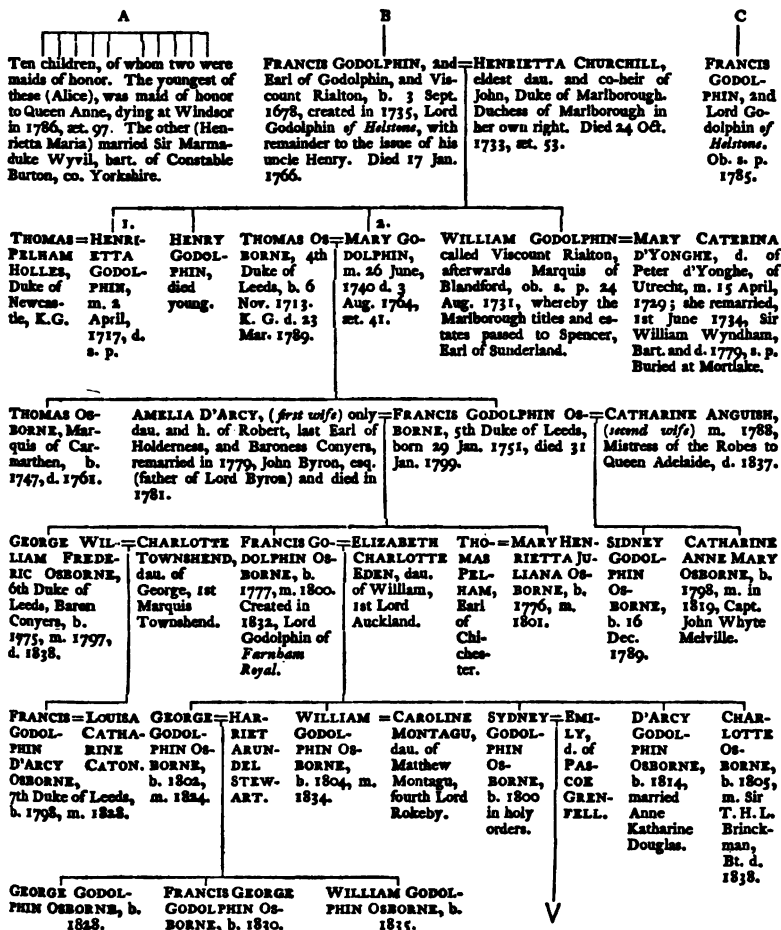 A
B
C
Ten children, of whom two were
maids of honor. The youngest of
these (Alice), was maid of honor
to Queen Anne, dying at Windsor
in 1786, æt. 97. The other (Hen-
rietta Maria) married Sir Marma-
duke Wyvil, bart. of Constable
Burton, co. Yorkshire.
FRANCIS GODOLPHIN, and=
Earl of Godolphin, and Vis-
count Rialton, b. 3 Sept.
1678, created in 1735, Lord
Godolphin of Helstone, with
remainder to the issue of his
uncle Henry. Died 17 Jan.
1766.
HENRIETTA CHURCHILL,
eldest dau. and co-heir of
John, Duke of Marlborough.
Duchess of Marlborough in
her own right. Died 24 Oct.
1733, æt. 53.
FRANCIS
GODOL-
PHIN, 2nd
Lord Go-
dolphin of
Helstone.
Ob. s. p.
1785.
1.
2.
THOMAS=
PELHAM
HOLLES,
Duke of
Newcas-
tle, K.G.
HENRI-
ETTA
GODOL-
PHIN,
m. 2
April,
1717, d.
s. p.
HENRY
GODOL-
PHIN,
died
young.
THOMAS OS-=
BORNE, 4th
Duke of
Leeds, b. 6
Nov. 1713.
K. G. d. 23
Mar. 1789.
MARY GO-
DOLPHIN,
m. 26 June,
1740 d. 3
Aug. 1764,
æt. 41.
WILLIAM GODOLPHIN=
called Viscount Rialton,
afterwards Marquis of
Blandford, ob. s. p. 24
Aug. 1731, whereby the
Marlborough titles and es-
tates passed to Spencer,
Earl of Sunderland.
MARY CATERINA
D'YONGHE, d. of
Peter d'Yonghe, of
Utrecht, m. 15 April,
1729; she remarried,
1st June 1734, Sir
William Wyndham,
Bart. and d. 1779, s. p.
Buried at Mortlake.
THOMAS OS-
BORNE, Mar-
quis of Car-
marthen, b.
1747, d. 1761.
AMELIA D'ARCY, (first wife) only=
dau. and h. of Robert, last Earl of
Holderness, and Baroness Conyers,
remarried in 1779, John Byron, esq.
(father of Lord Byron) and died in
1781.
FRANCIS GODOLPHIN OS-=
BORNE, 5th Duke of Leeds,
born 29 Jan. 1751, died 31
Jan. 1799.
CATHARINE ANGUISH,
(second wife) m. 1788,
Mistress of the Robes to
Queen Adelaide, d. 1837.
GEORGE WIL-=
LIAM FREDE-
RIC OSBORNE,
6th Duke of
Leeds, Baron
Conyers, b.
1775, m. 1797,
d. 1838.
CHARLOTTE
TOWNSHEND,
dau. of
George, 1st
Marquis
Townshend.
FRANCIS GO-=
DOLPHIN OS-
BORNE, b.
1777, m. 1800.
Created in
1832, Lord
Godolphin of
Farnham
Royal.
ELIZABETH
CHARLOTTE
EDEN, dau.
of William,
1st Lord
Auckland.
THO-=
MAS
PEL-
HAM,
Earl
of
Chi-
ches-
ter.
MARY HEN-
RIETTA JU-
LIANA OS-
BORNE, b.
1776, m.
1801.
SIDNEY
GODOL-
PHIN
OS-
BORNE,
b. 16
Dec.
1789.
CATHARINE
ANNE MARY
OSBORNE, b.
1798, m. in
1819, Capt.
John Whyte
Melville.
FRANCIS=
GODOL-
PHIN
D'ARCY
OSBORNE,
7th Duke of Leeds,
b. 1798, m. 1828.
LOUISA
CATHA-
RINE
CATON.
GEORGE=
GODOL-
PHIN OS-
BORNE,
b. 1802,
m. 1824.
HAR-
RIET
ARUN-
DEL
STEW-
ART.
WILLIAM =
GODOL-
PHIN OS-
BORNE,
b. 1804, m.
1834.
CAROLINE
MONTAGU,
dau. of
Matthew
Montagu,
fourth Lord
Rokeby.
SYDNEY=
GODOL-
PHIN
OS-
BORNE,
b. 1800
in holy
orders.
EMI-
LY,
d. of
PAS-
COE
GREN-
FELL.
D'ARCY
GODOL-
PHIN
OSBORNE,
b. 1814,
married
Anne
Katharine
Douglas.
CHAR-
LOTTE
OS-
BORNE,
b. 1805,
m. Sir
T. H. L.
Brinck-
man,
Bt. d.
1838.
GEORGE GODOL-
PHIN OSBORNE, b.
1828.
FRANCIS GEORGE
GODOLPHIN OS-
BORNE, b. 1830.
WILLIAM GODOL-
PHIN OSBORNE, b.
1835.